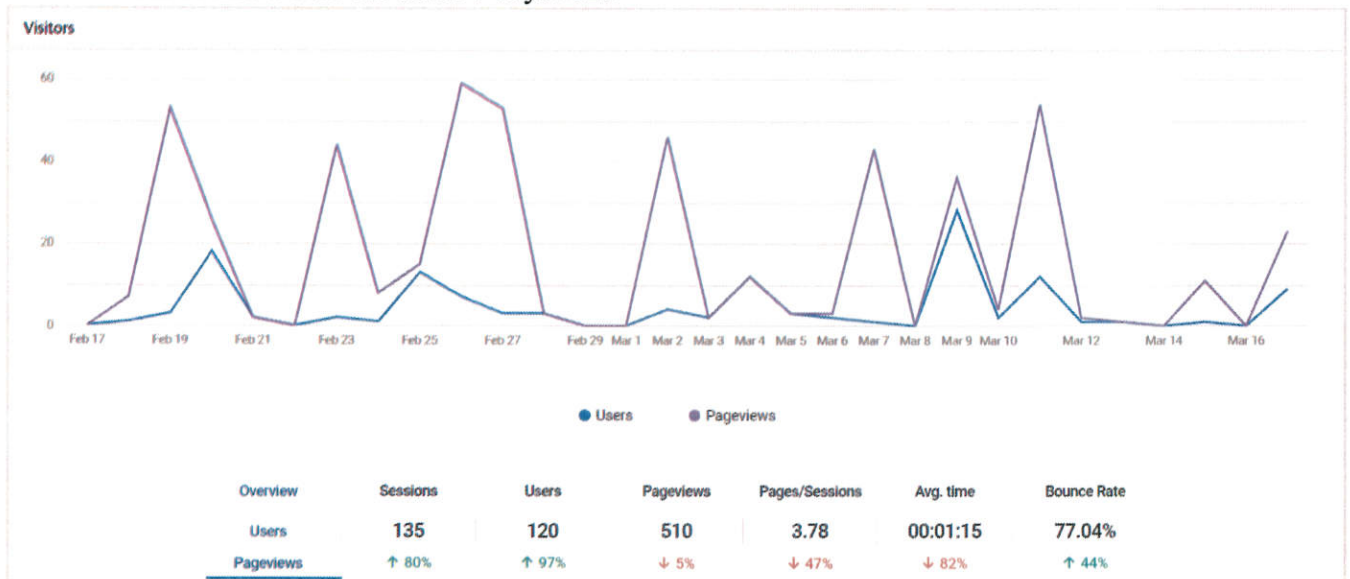 Visitors
60
40
20
0
Feb 17 Feb 19 Feb 21 Feb 23 Feb 25 Feb 27 Feb 29 Mar 1 Mar 2 Mar 3 Mar 4 Mar 5 Mar 6 Mar 7 Mar 8 Mar 9 Mar 10 Mar 12 Mar 14 Mar 16
Users Pageviews
Overview Sessions Users Pageviews Pages/Sessions Avg. time Bounce Rate
Users 135 120 510 3.78 00:01:15 77.04%
Pageviews ↑ 80% ↑ 97% ↓ 5% ↓ 47% ↓ 82% ↑ 44%